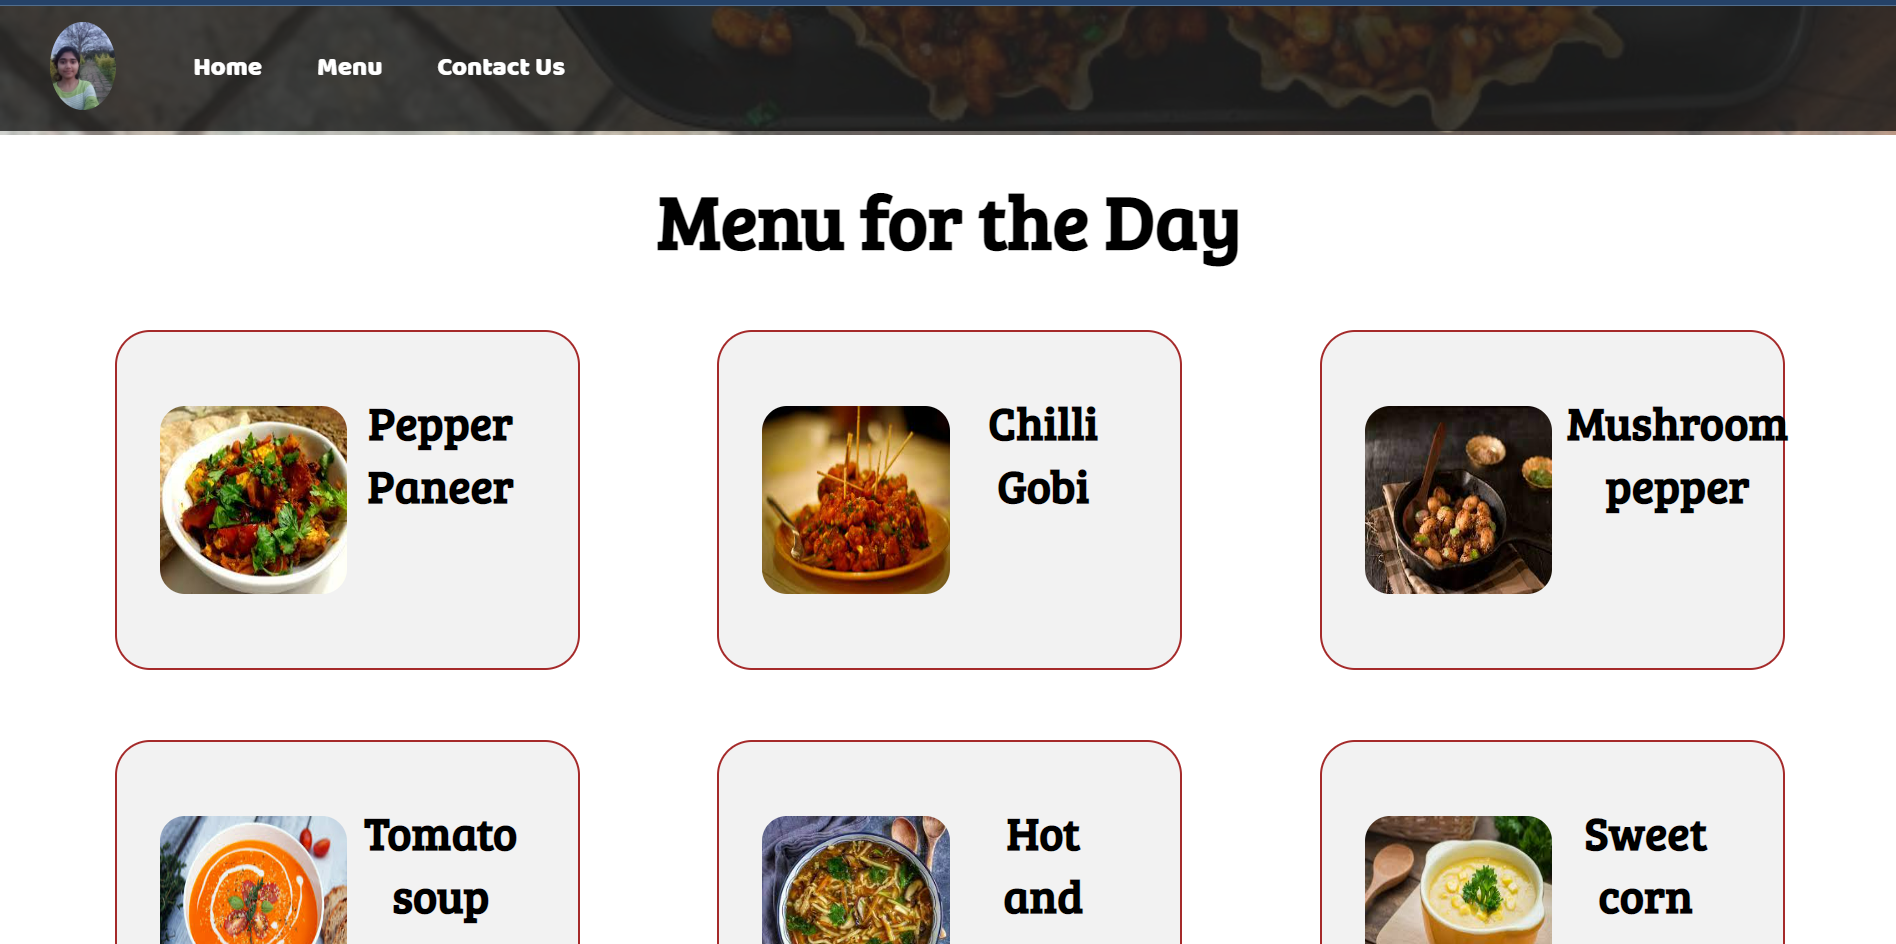 Home Menu Contact Us
Menu for the Day
Pepper
Paneer
Chilli
Gobi
Mushroom
pepper
Tomato
soup
Hot
and
Sweet
corn